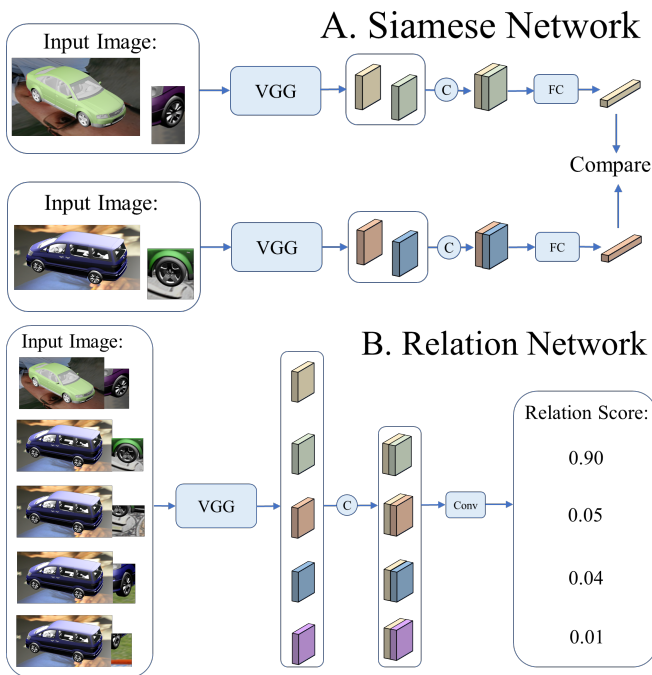 A. Siamese Network
Input Image:
VGG
C
FC
Compare
Input Image:
VGG
C
FC
B. Relation Network
Input Image:
VGG
C
Conv
Relation Score:
0.90
0.05
0.04
0.01